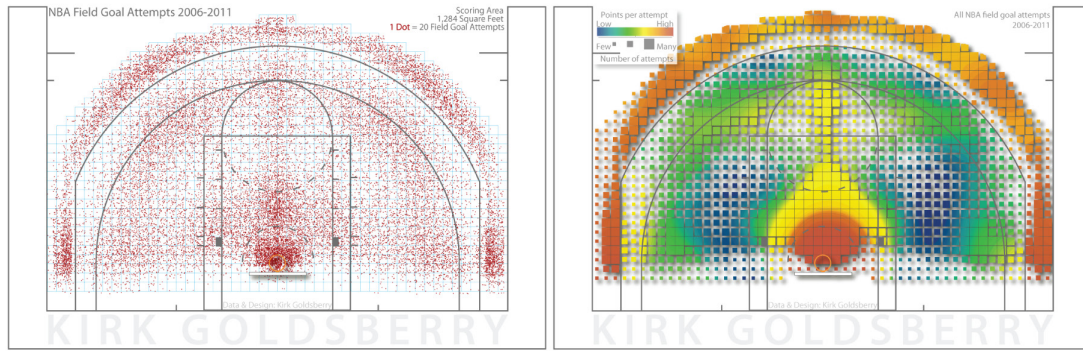 NBA Field Goal Attempts 2006-2011
Scoring Area
1,284 Square Feet
1 Dot = 20 Field Goal Attempts
Data & Design: Kirk Goldsberry
KIRK GOLDSBERRY
Points per attempt
Low High
Few Many
Number of attempts
All NBA field goal attempts
2006-2011
Data & Design: Kirk Goldsberry
KIRK GOLDSBERRY